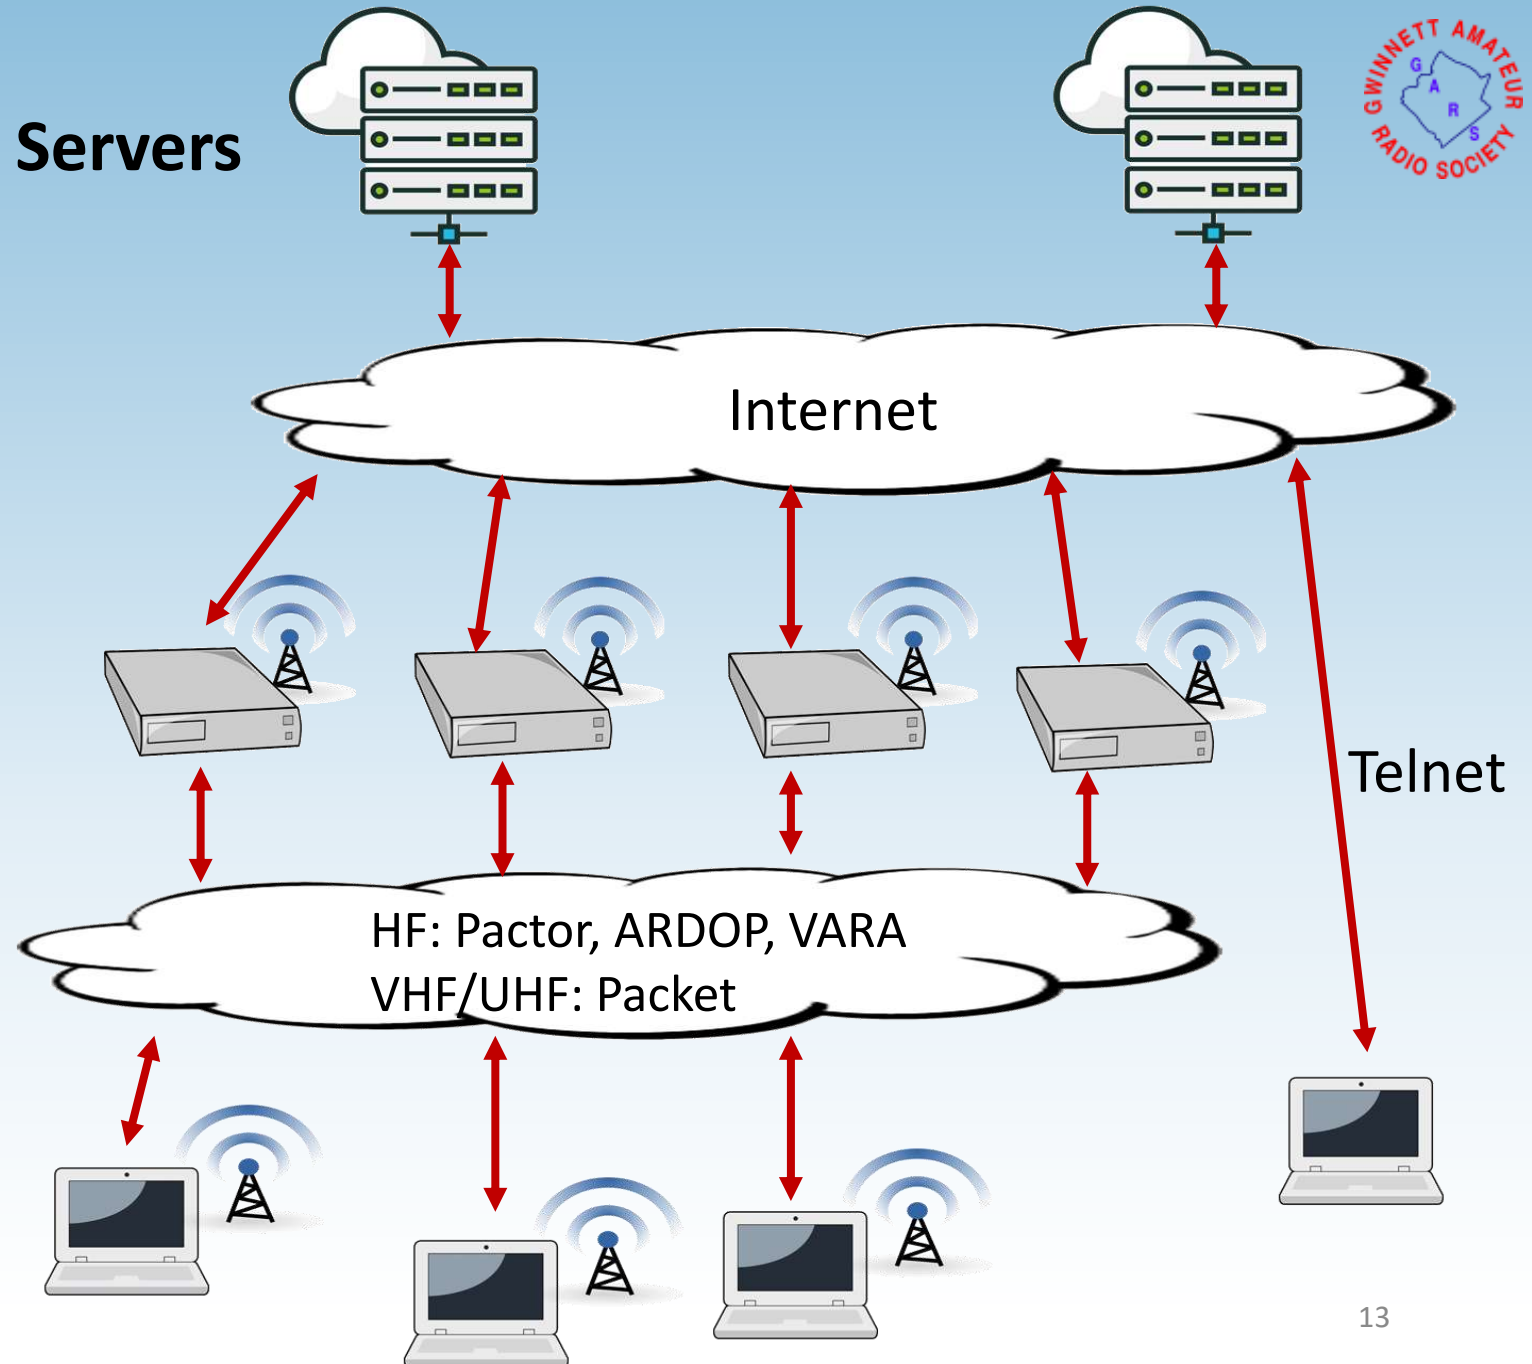 GWINNETT AMATEUR
RADIO SOCIETY
G
A
R
S
Servers
Internet
Telnet
HF: Pactor, ARDOP, VARA
VHF/UHF: Packet
13